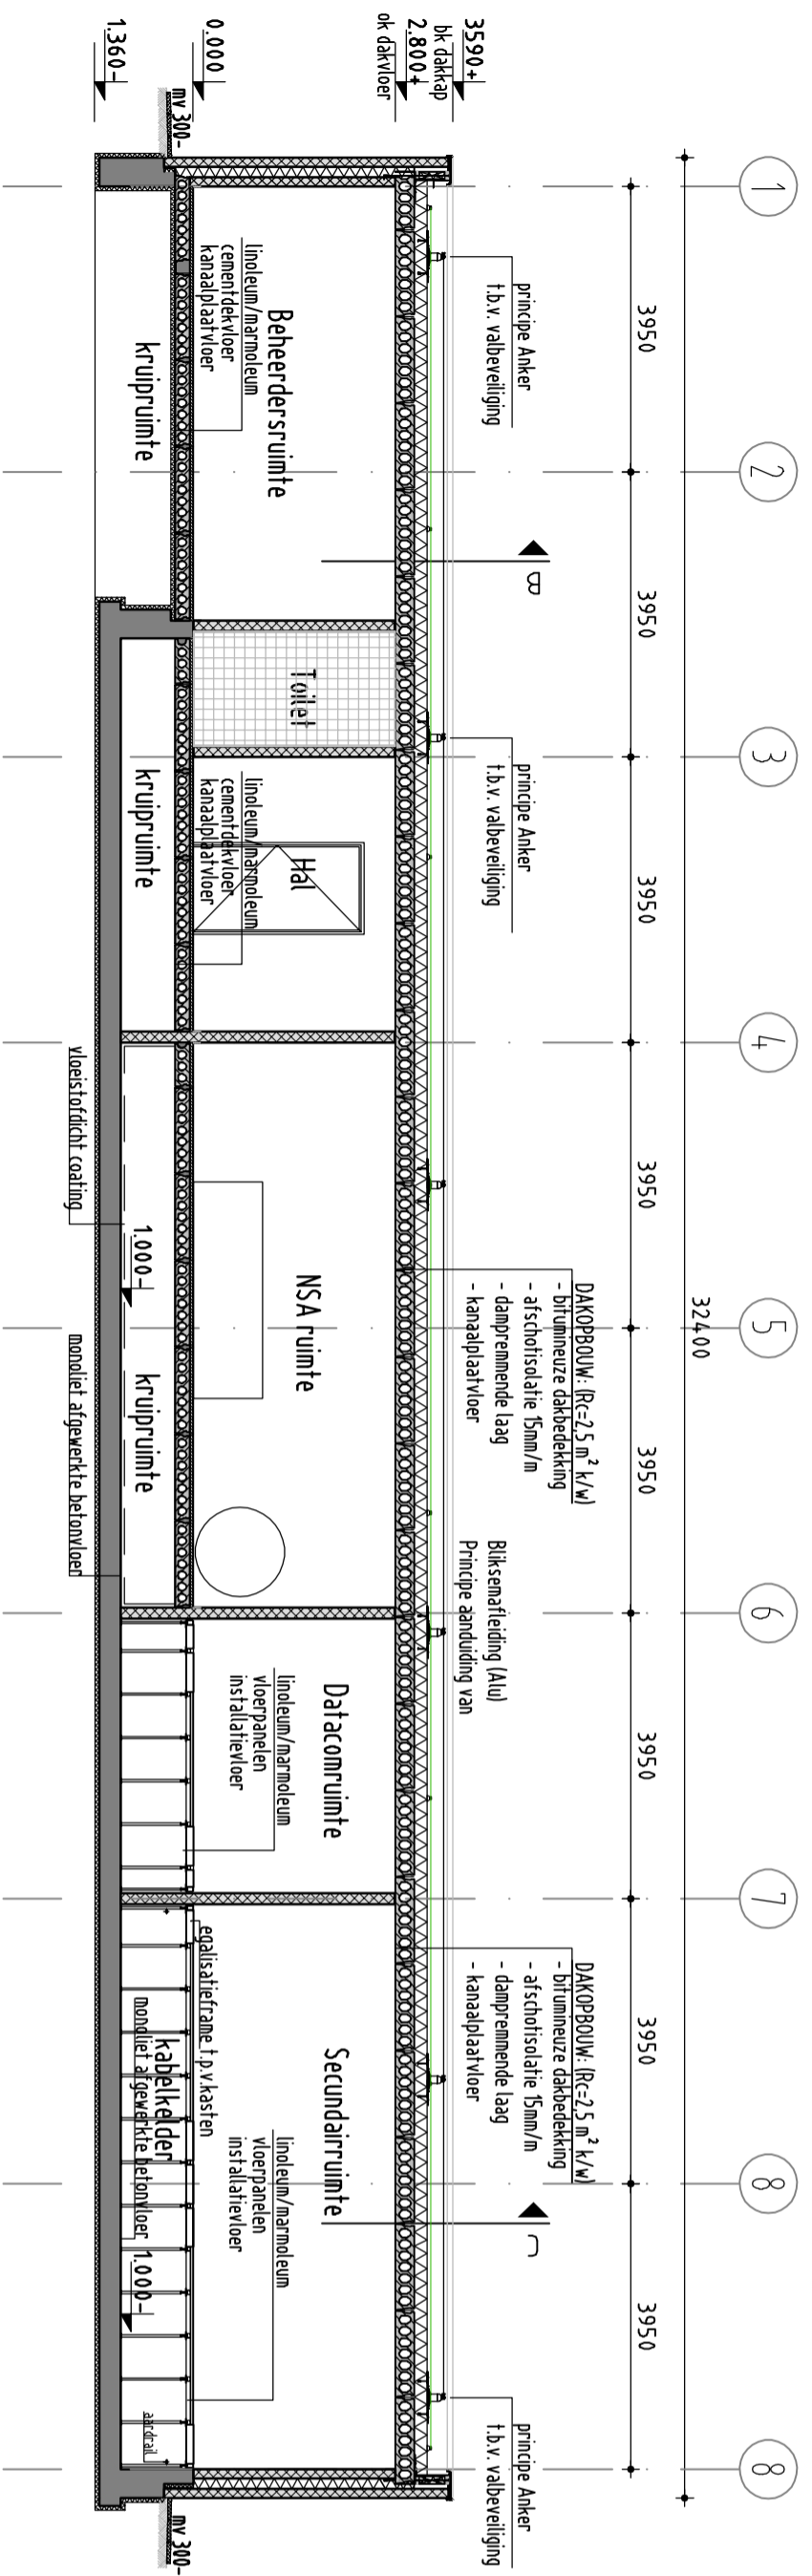 1
2
3
4
5
6
7
8
8
32400
3950
3950
3950
3950
3950
3950
3950
3950
3590+
bk dakkap
2.800+
ok dakvloer
0.000
1.360-
mv 300-
principe Anker
t.b.v. valbeveiliging
B
principe Anker
t.b.v. valbeveiliging
DAKOPBOUW: (Rc=2,5 m² k/w)
- bitumineuze dakbedekking
- afschotisolatie 15mm/m
- dampremmende laag
- kanaalplaatvloer
Bliksemafleiding (Alu)
Principe aanduiding van
DAKOPBOUW: (Rc=2,5 m² k/w)
- bitumineuze dakbedekking
- afschotisolatie 15mm/m
- dampremmende laag
- kanaalplaatvloer
C
principe Anker
t.b.v. valbeveiliging
Beheerdersruimte
linoleum/marmoleum
cementdekvloer
kanaalplaatvloer
Toilet
Hal
linoleum/marmoleum
cementdekvloer
kanaalplaatvloer
NSA ruimte
Datacomruimte
linoleum/marmoleum
vloerpanelen
installatievloer
Secundairruimte
linoleum/marmoleum
vloerpanelen
installatievloer
egalisatieframe t.p.v.kasten
kruipruimte
kruipruimte
1.000-
kruipruimte
kabelkelder
monoliet afgewerkte betonvloer
1.000-
aardrail
mv 300-
vloeistofdicht coating
monoliet afgewerkte betonvloer